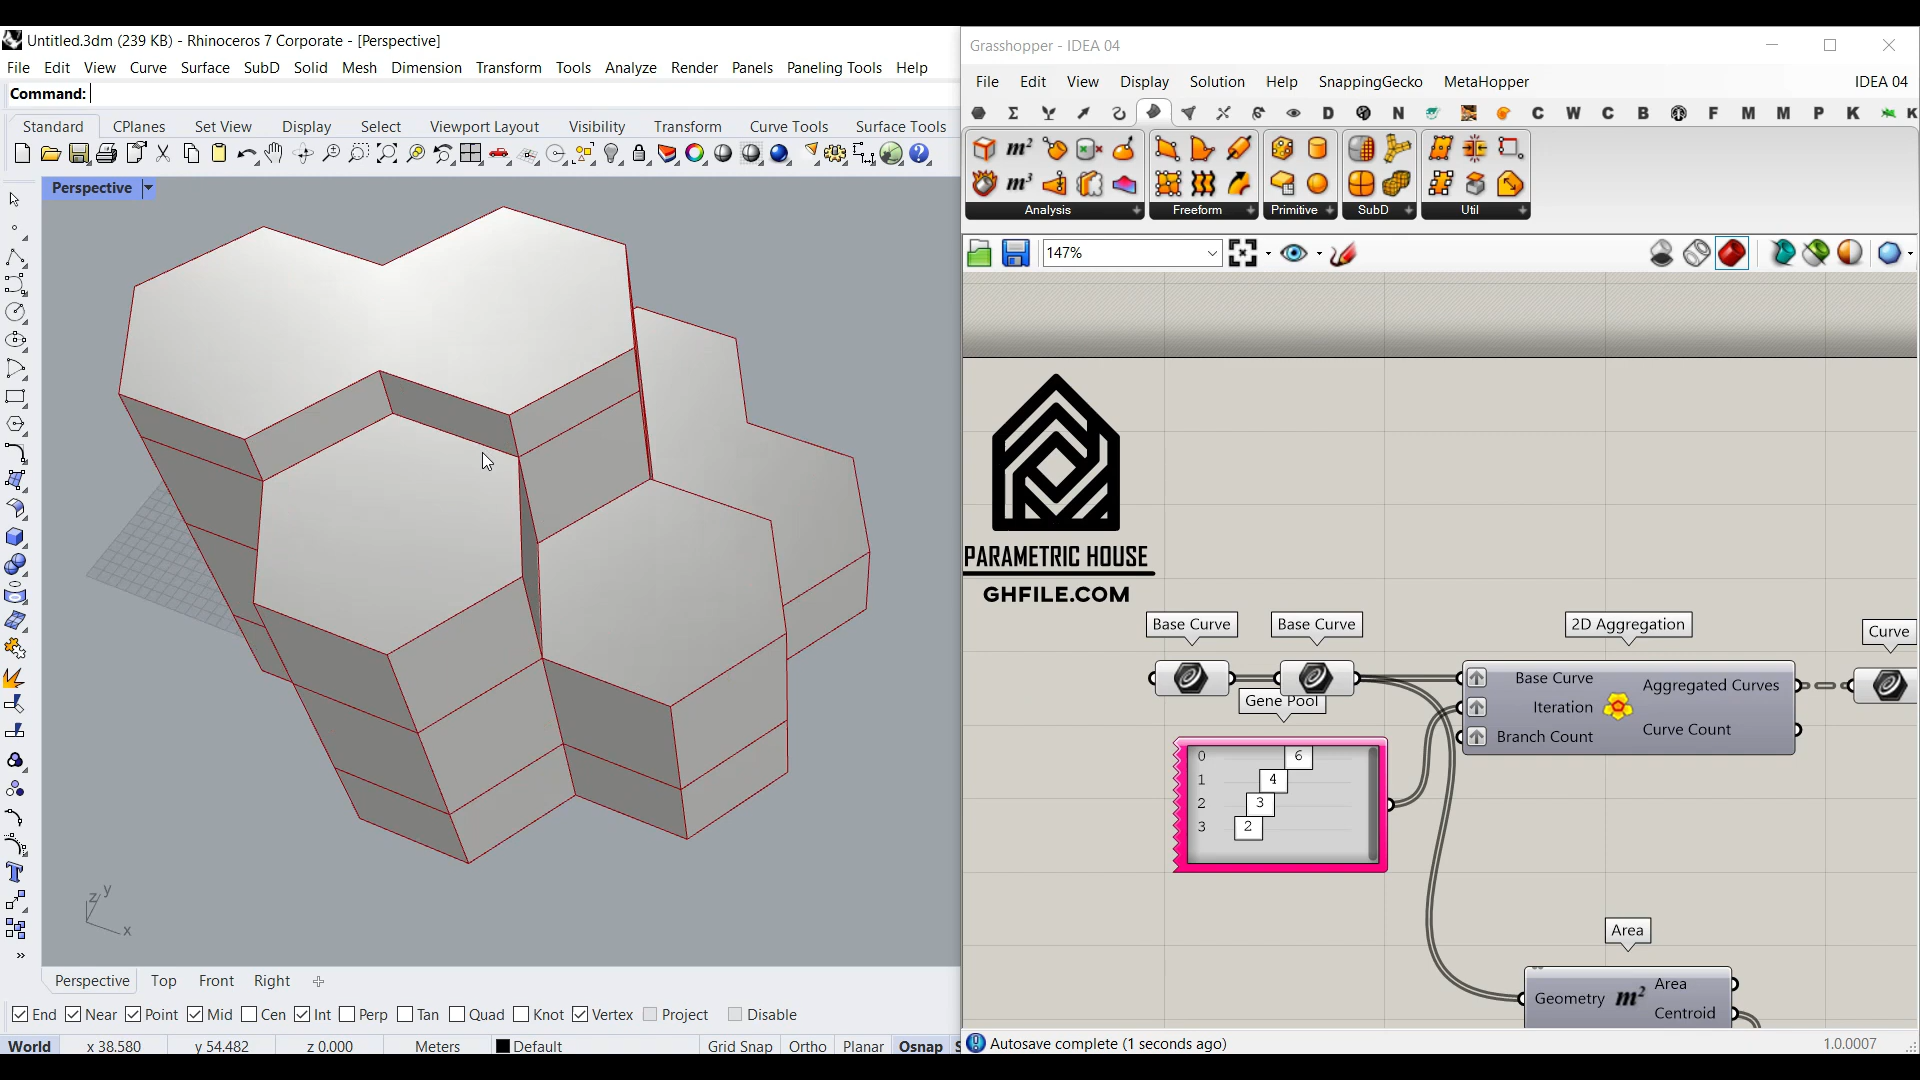 Untitled.3dm (239 KB) - Rhinoceros 7 Corporate - [Perspective]
File Edit View Curve Surface SubD Solid Mesh Dimension Transform Tools Analyze Render Panels Paneling Tools Help
Command:
Standard CPlanes Set View Display Select Viewport Layout Visibility Transform Curve Tools Surface Tools
Perspective
z y x
Perspective Top Front Right
End Near Point Mid Cen Int Perp Tan Quad Knot Vertex Project Disable
World x 38.580 y 54.482 z 0.000 Meters Default Grid Snap Ortho Planar Osnap S
Grasshopper - IDEA 04
File Edit View Display Solution Help SnappingGecko MetaHopper IDEA 04
D N C W C B F M M P K K
m² m³
Analysis Freeform Primitive SubD Util
147%
PARAMETRIC HOUSE
GHFILE.COM
Base Curve Base Curve 2D Aggregation Curve
Base Curve Aggregated Curves
Iteration
Branch Count Curve Count
Gene Pool
0 6
1 4
2 3
3 2
Area
Geometry m² Area
Centroid
Autosave complete (1 seconds ago) 1.0.0007